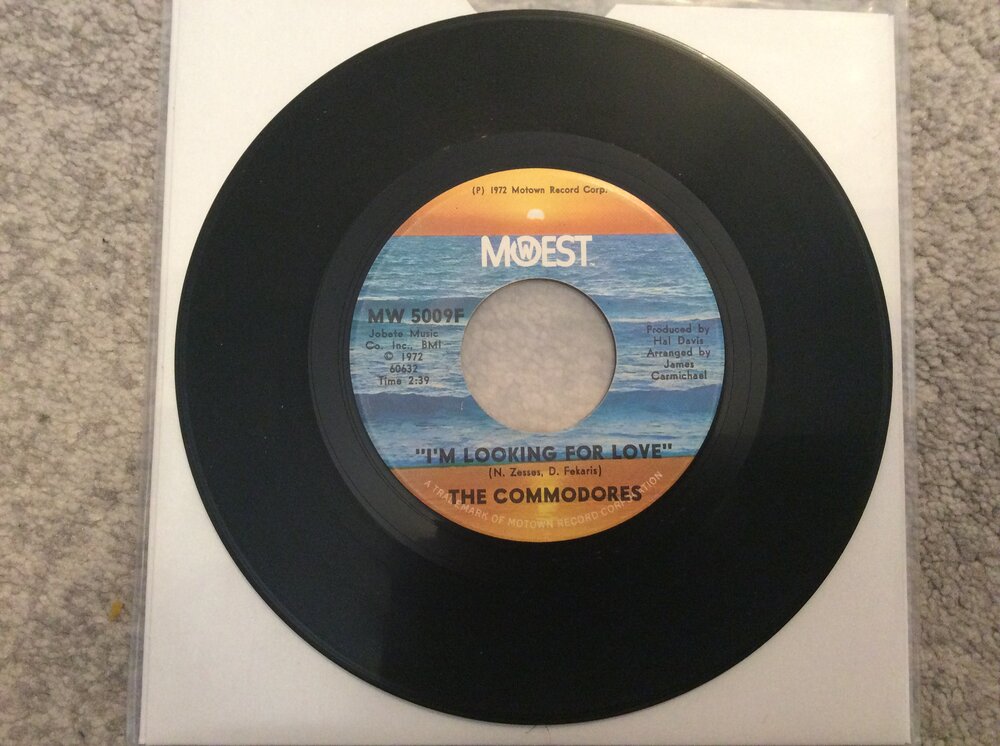 (P) 1972 Motown Record Corp.
MOWEST
MW 5009F
Jobete Music
Co. Inc., BMI
© 1972
60632
Time 2:39
Produced by
Hal Davis
Arranged by
James
Carmichael
"I'M LOOKING FOR LOVE"
(N. Zesses, D. Fekaris)
THE COMMODORES
A TRADEMARK OF MOTOWN RECORD CORPORATION